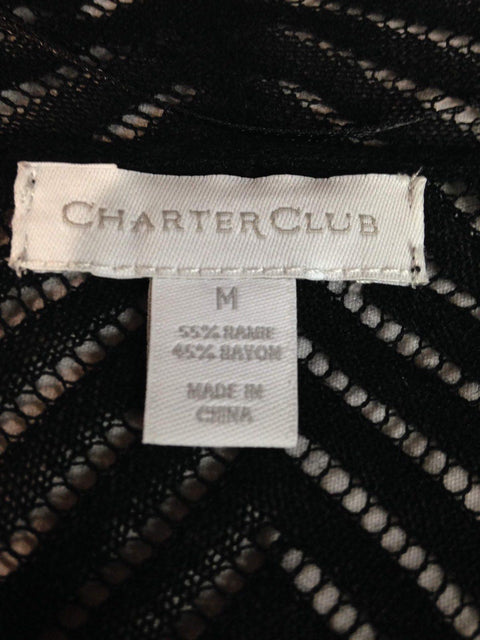 CHARTER CLUB
M
55% RAMIE
45% RAYON
MADE IN
CHINA